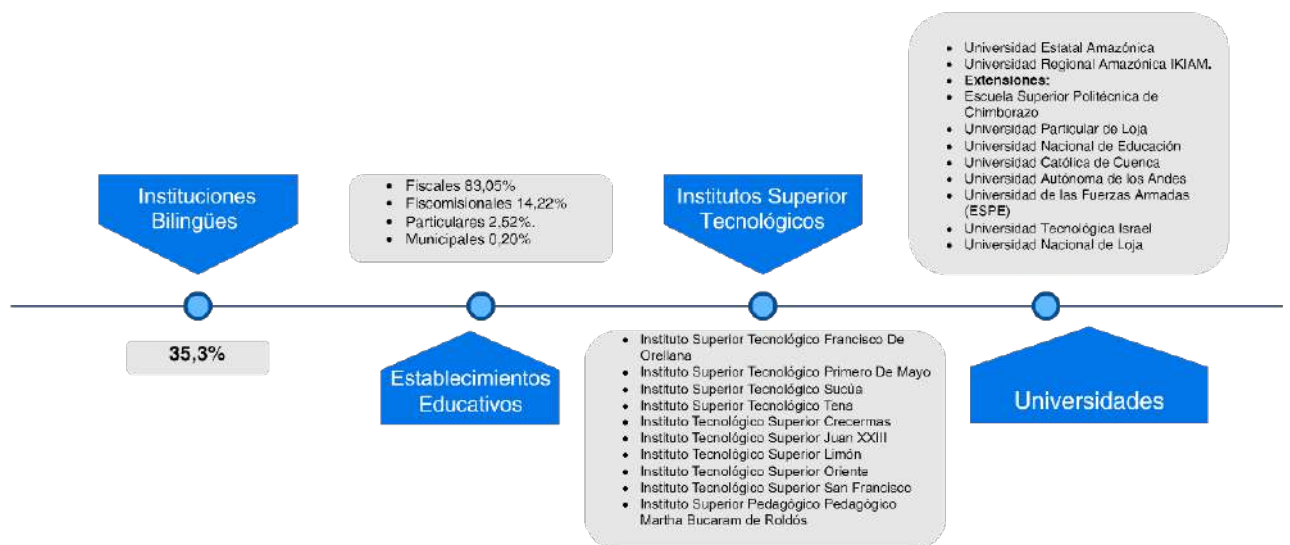 Instituciones
Bilingües
35,3%
Fiscales 83,05%
Fiscomisionales 14,22%
Particulares 2,52%.
Municipales 0,20%
Establecimientos
Educativos
Institutos Superior
Tecnológicos
Instituto Superior Tecnológico Francisco De
Orellana
Instituto Superior Tecnológico Primero De Mayo
Instituto Superior Tecnológico Sucúa
Instituto Superior Tecnológico Tena
Instituto Tecnológico Superior Crecermas
Instituto Tecnológico Superior Juan XXIII
Instituto Tecnológico Superior Limón
Instituto Tecnológico Superior Oriente
Instituto Tecnológico Superior San Francisco
Instituto Superior Pedagógico Pedagógico
Martha Bucaram de Roldós
Universidad Estatal Amazónica
Universidad Regional Amazónica IKIAM.
Extensiones:
Escuela Superior Politécnica de
Chimborazo
Universidad Particular de Loja
Universidad Nacional de Educación
Universidad Católica de Cuenca
Universidad Autónoma de los Andes
Universidad de las Fuerzas Armadas
(ESPE)
Universidad Tecnológica Israel
Universidad Nacional de Loja
Universidades